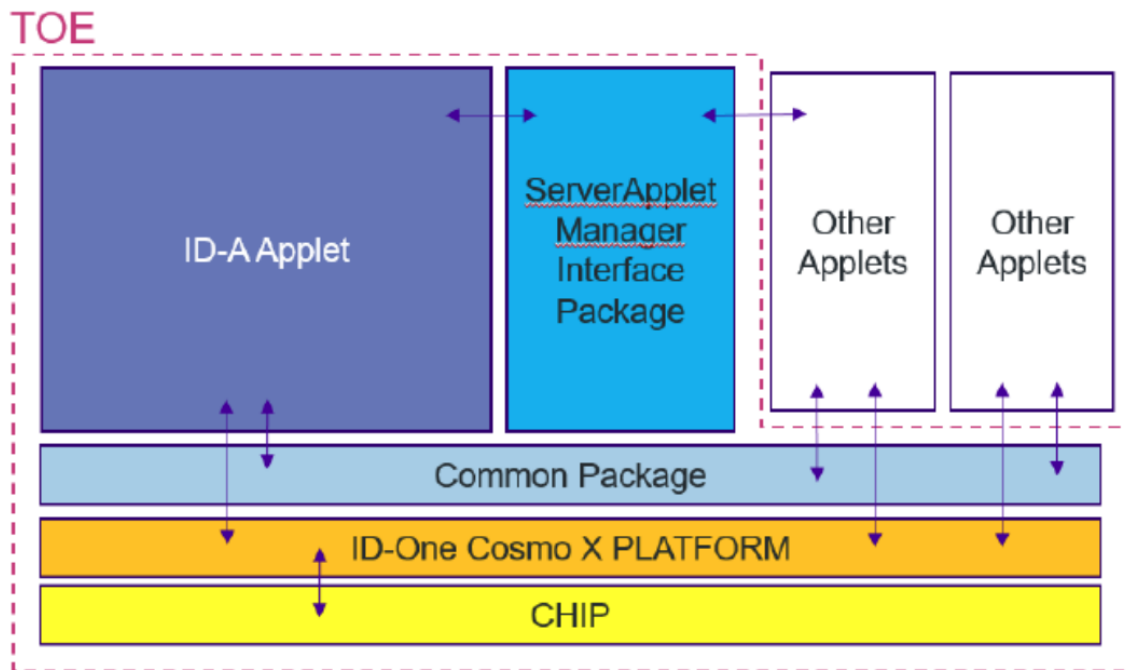 TOE
ID-A Applet
ServerApplet
Manager
Interface
Package
Other
Applets
Other
Applets
Common Package
ID-One Cosmo X PLATFORM
CHIP